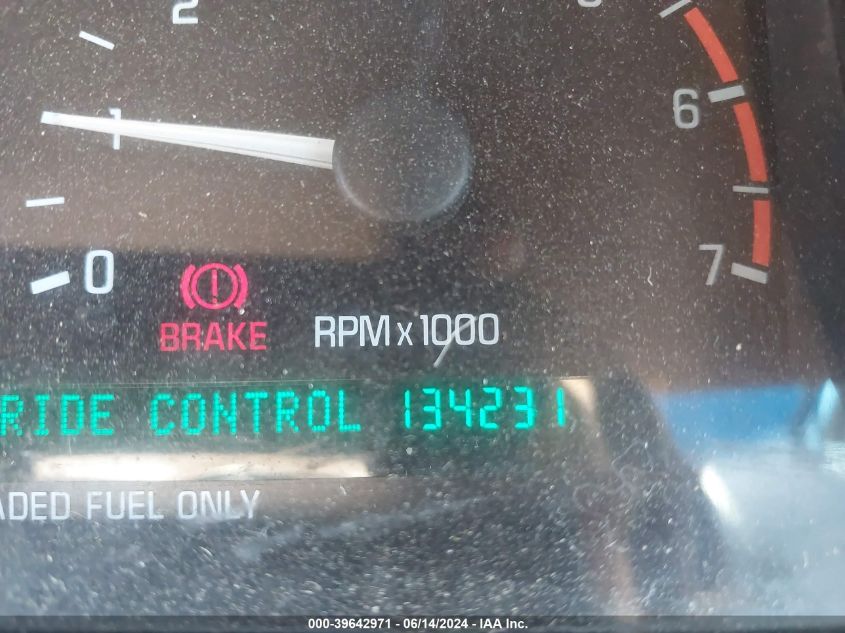 2
1
6
0
7
BRAKE
RPM x 1000
RIDE CONTROL 134231
ADED FUEL ONLY
000-39642971 - 06/14/2024 - IAA Inc.